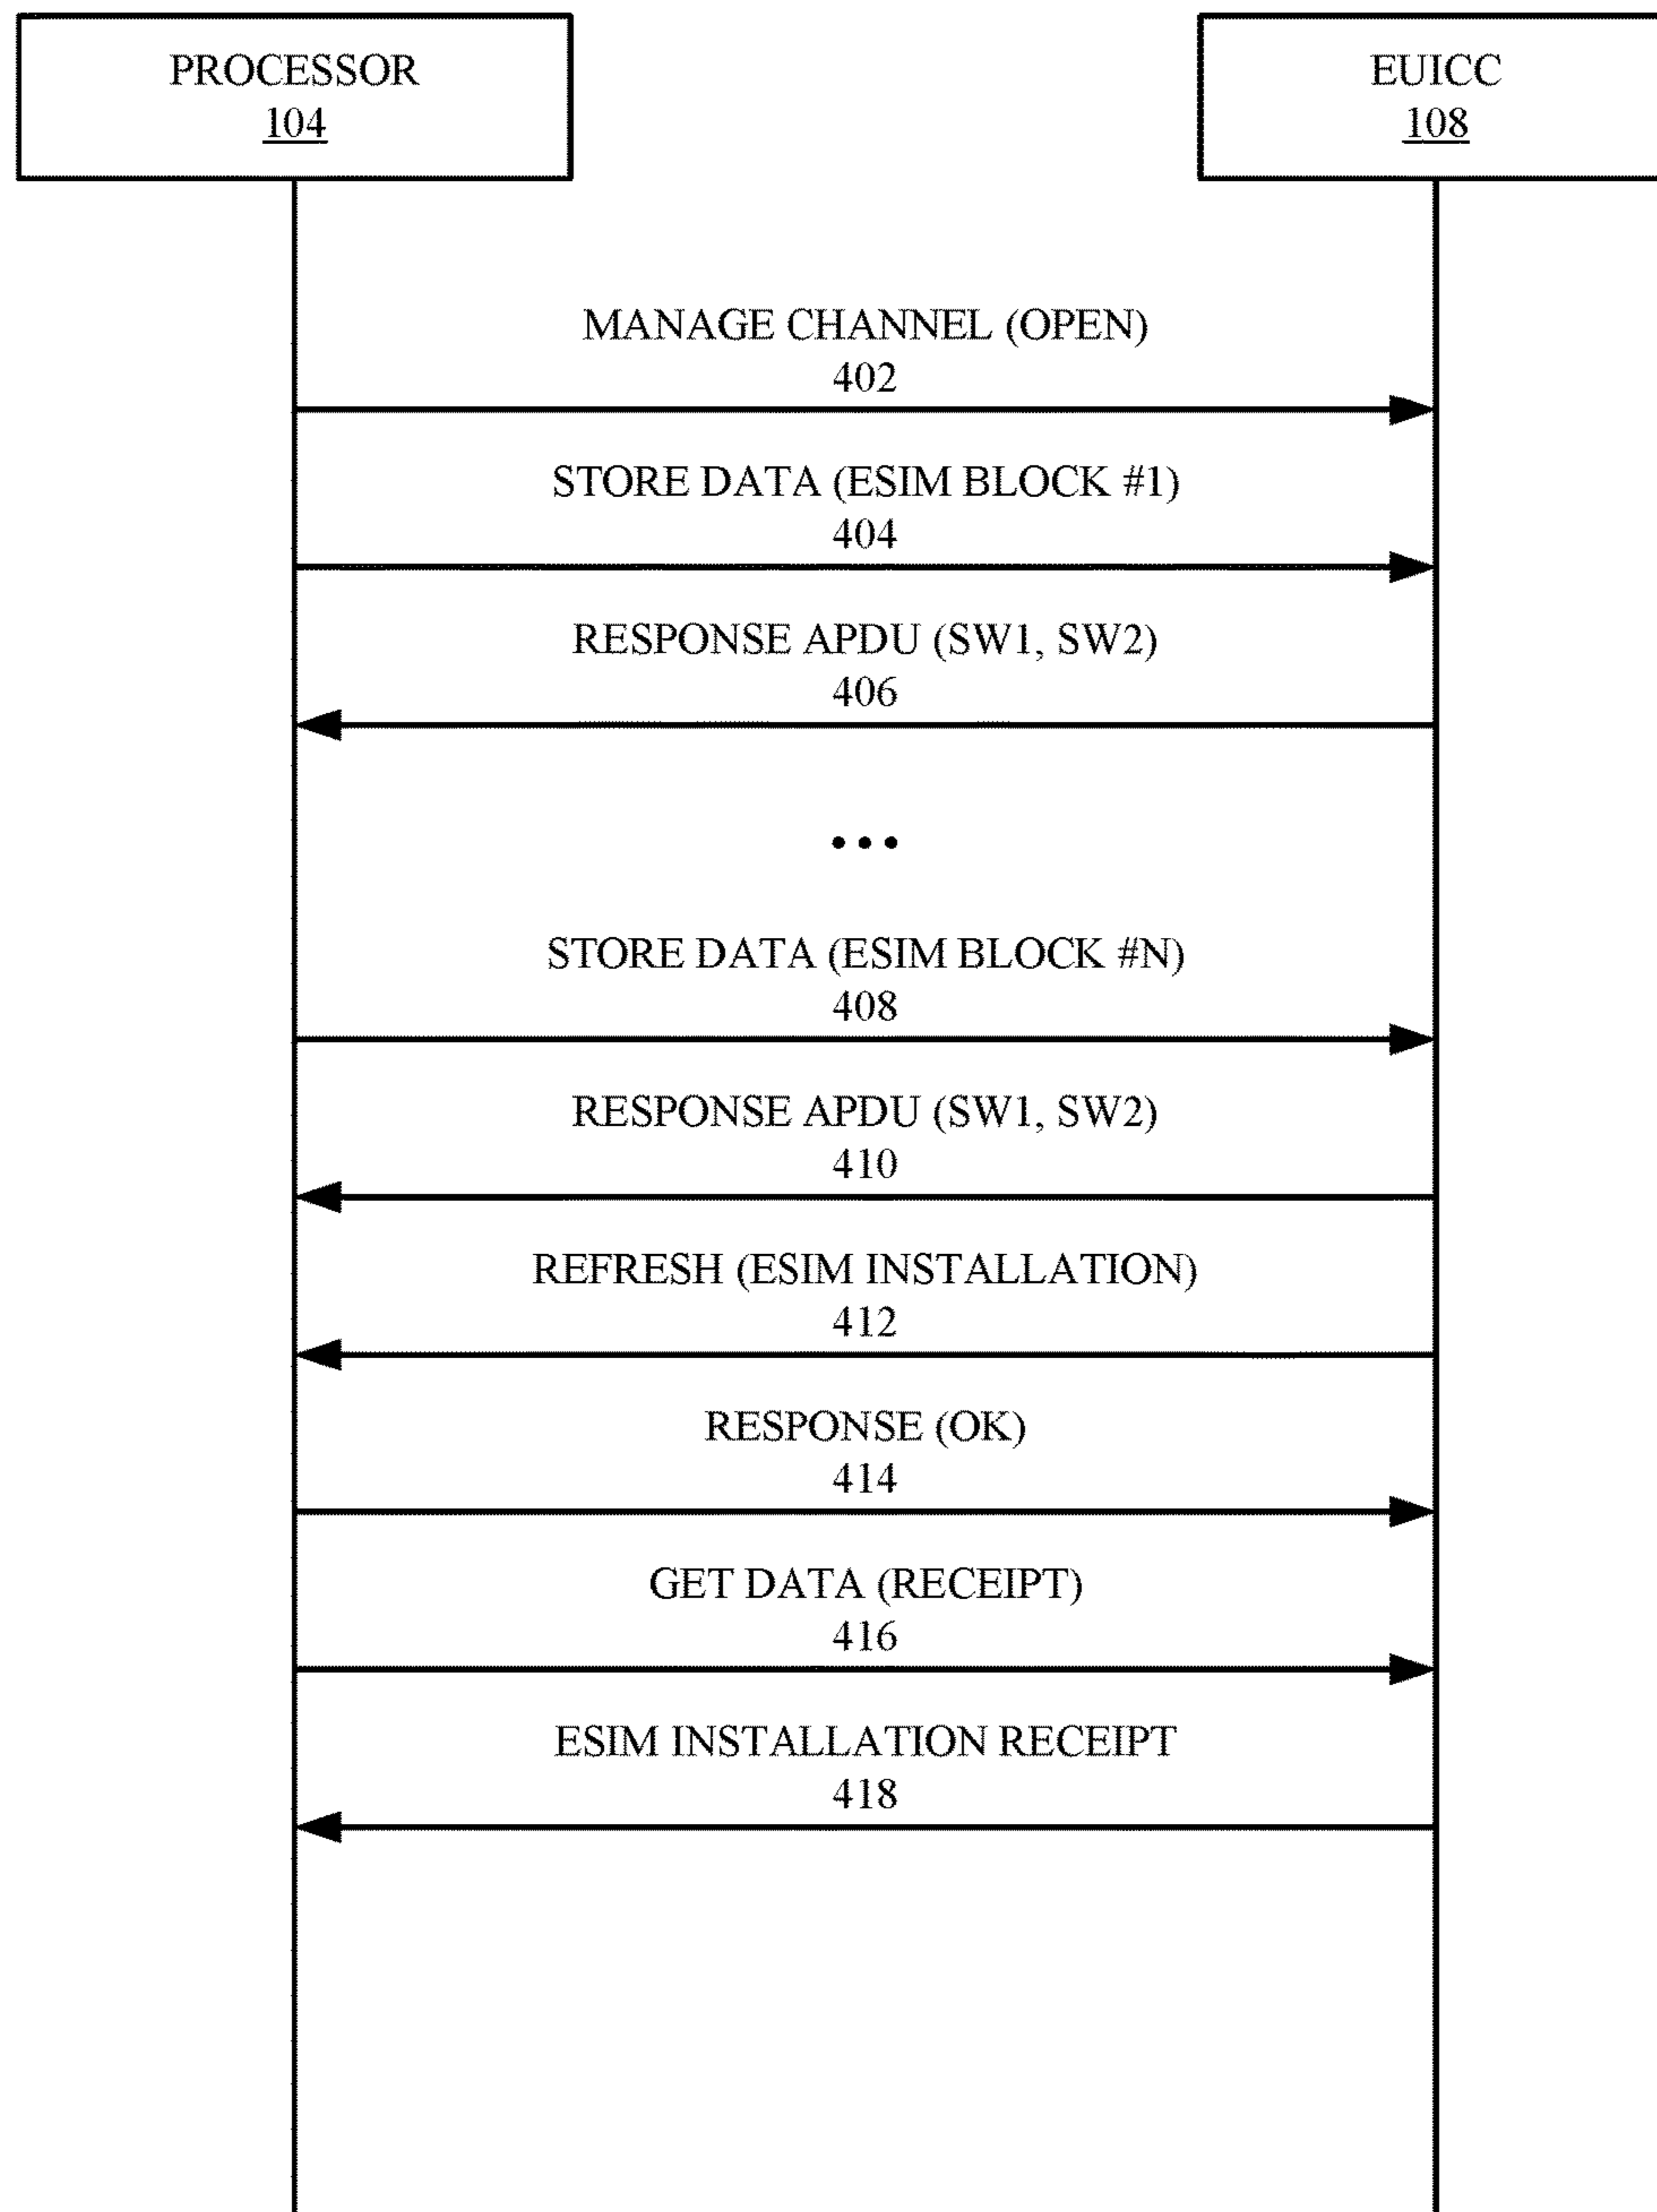 PROCESSOR
104
EUICC
108
MANAGE CHANNEL (OPEN)
402
STORE DATA (ESIM BLOCK #1)
404
RESPONSE APDU (SW1, SW2)
406
...
STORE DATA (ESIM BLOCK #N)
408
RESPONSE APDU (SW1, SW2)
410
REFRESH (ESIM INSTALLATION)
412
RESPONSE (OK)
414
GET DATA (RECEIPT)
416
ESIM INSTALLATION RECEIPT
418